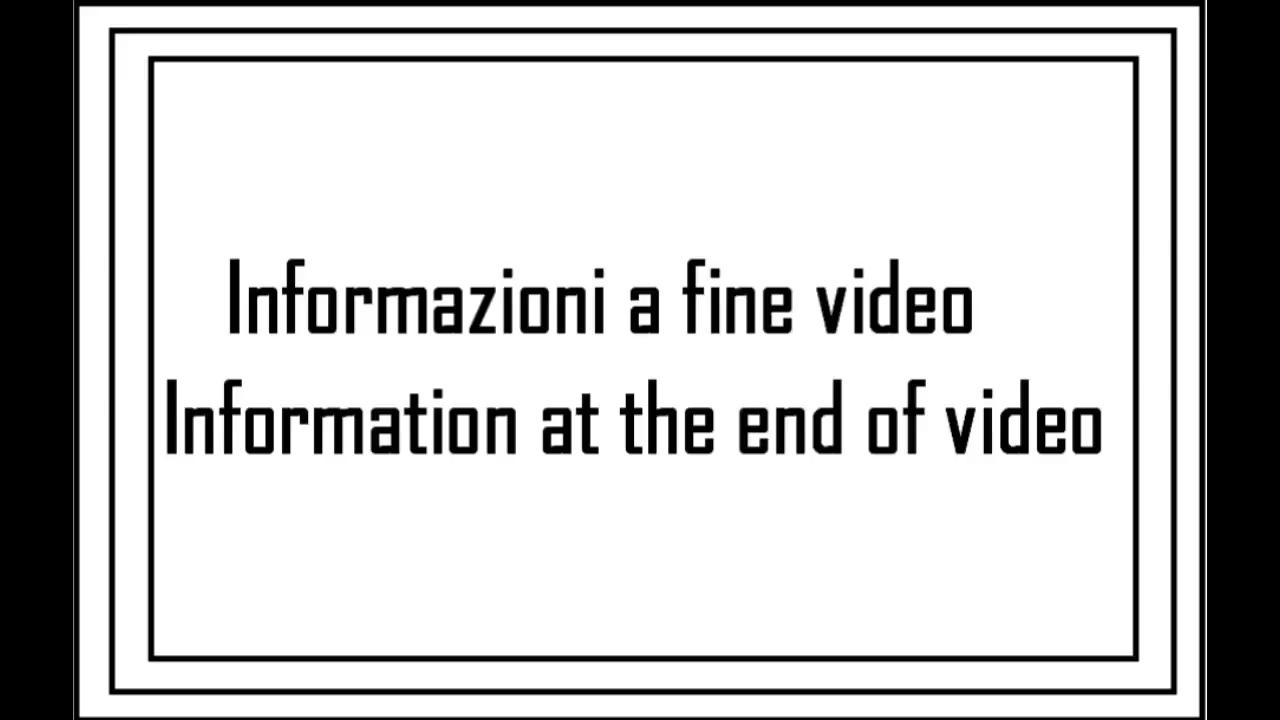 Informazioni a fine video
Information at the end of video